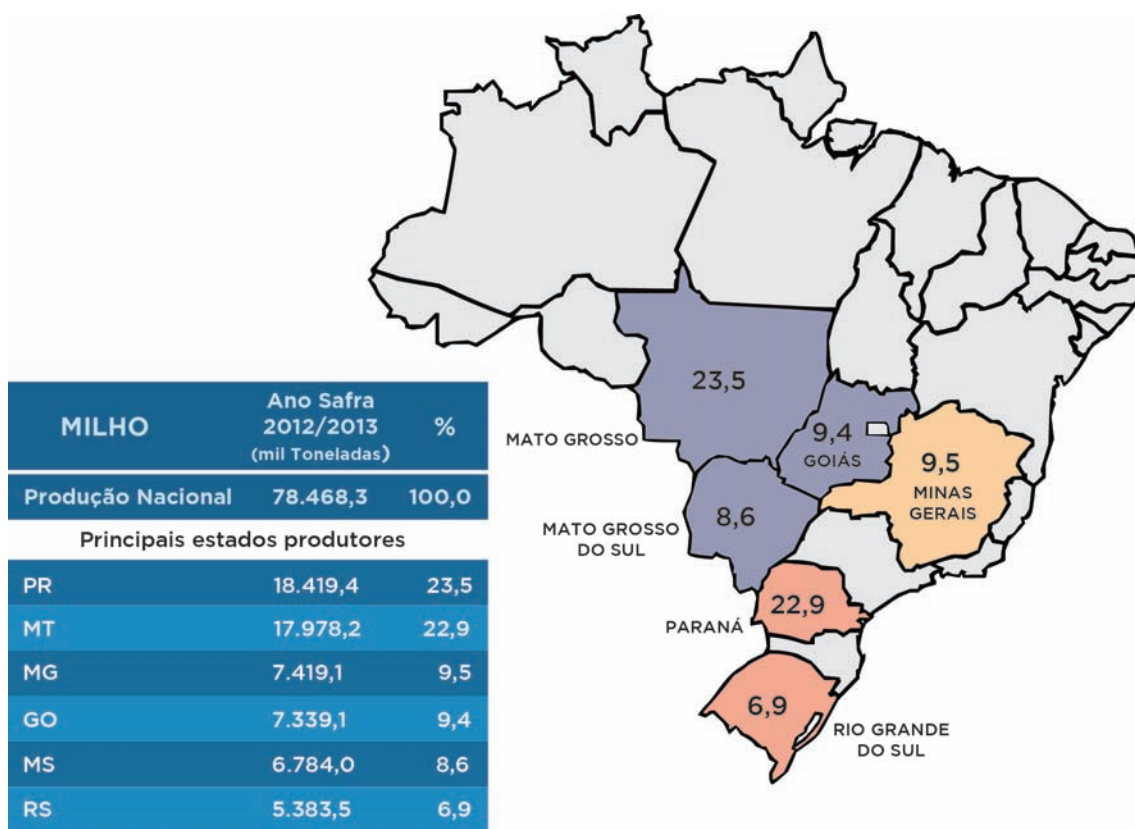 MILHO Ano Safra 2012/2013 (mil Toneladas) %
Produção Nacional 78.468,3 100,0
Principais estados produtores
PR 18.419,4 23,5
MT 17.978,2 22,9
MG 7.419,1 9,5
GO 7.339,1 9,4
MS 6.784,0 8,6
RS 5.383,5 6,9
23,5
MATO GROSSO
9,4
GOIÁS
9,5
MINAS
GERAIS
8,6
MATO GROSSO
DO SUL
22,9
PARANÁ
6,9
RIO GRANDE
DO SUL